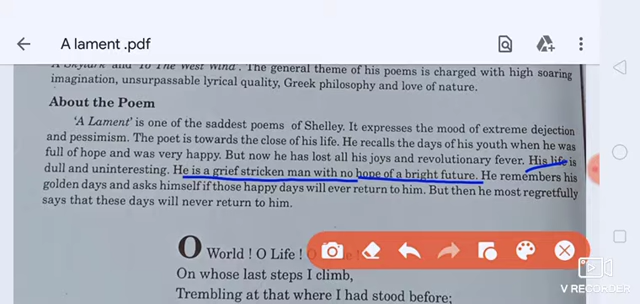 A lament .pdf
A Skylark and 'To The West Wind'. The general theme of his poems is charged with high soaring
imagination, unsurpassable lyrical quality, Greek philosophy and love of nature.
About the Poem
'A Lament' is one of the saddest poems of Shelley. It expresses the mood of extreme dejection
and pessimism. The poet is towards the close of his life. He recalls the days of his youth when he was
full of hope and was very happy. But now he has lost all his joys and revolutionary fever. His life is
dull and uninteresting. He is a grief stricken man with no hope of a bright future. He remembers his
golden days and asks himself if those happy days will ever return to him. But then he most regretfully
says that these days will never return to him.
O World ! O Life ! O
On whose last steps I climb,
Trembling at that where I had stood before;
V RECORDER